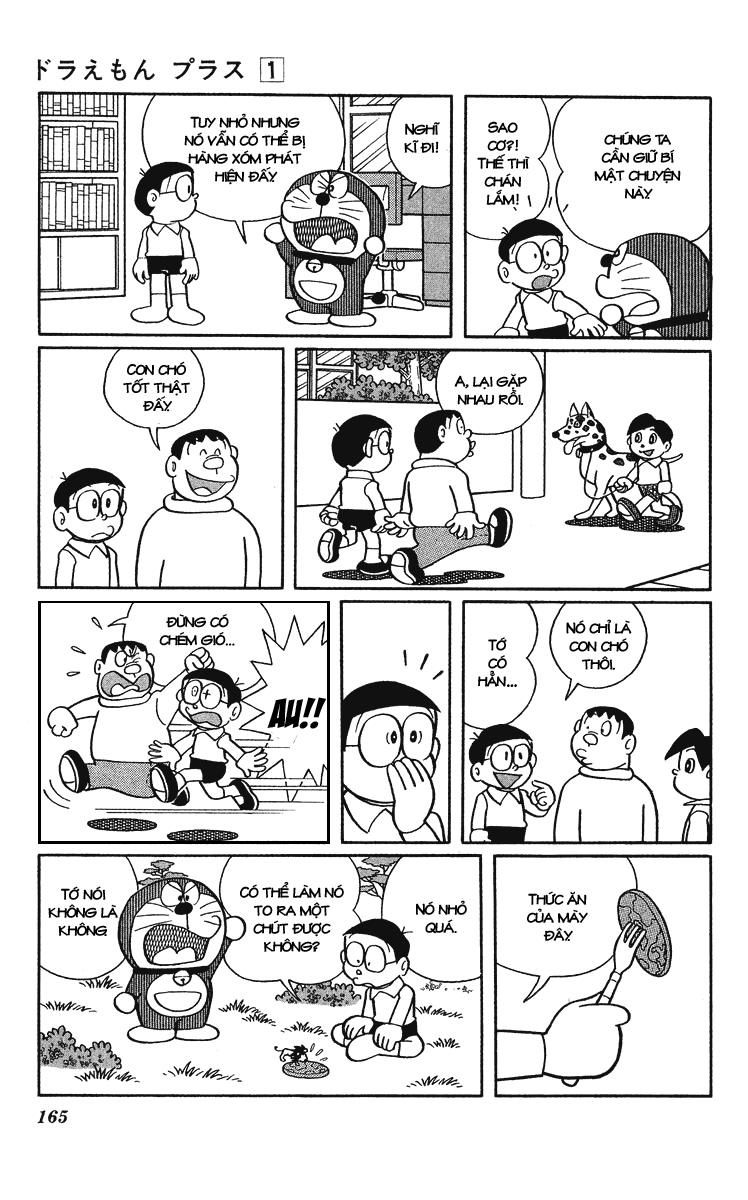 ドラえもん プラス 1
CHÚNG TA
CẦN GIỮ BÍ
MẬT CHUYỆN
NÀY.
SAO
CƠ?!
THẾ THÌ
CHÁN
LẮM!
NGHĨ
KĨ ĐI!
TUY NHỎ NHƯNG
NÓ VẪN CÓ THỂ BỊ
HÀNG XÓM PHÁT
HIỆN ĐẤY.
A, LẠI GẶP
NHAU RỒI.
CON CHÓ
TỐT THẬT
ĐẤY.
NÓ CHỈ LÀ
CON CHÓ
THÔI.
TỚ
CÓ
HẲN...
ĐỪNG CÓ
CHÉM GIÓ...
AU!!
THỨC ĂN
CỦA MÀY
ĐÂY.
NÓ NHỎ
QUÁ.
CÓ THỂ LÀM NÓ
TO RA MỘT
CHÚT ĐƯỢC
KHÔNG?
TỚ NÓI
KHÔNG LÀ
KHÔNG
165